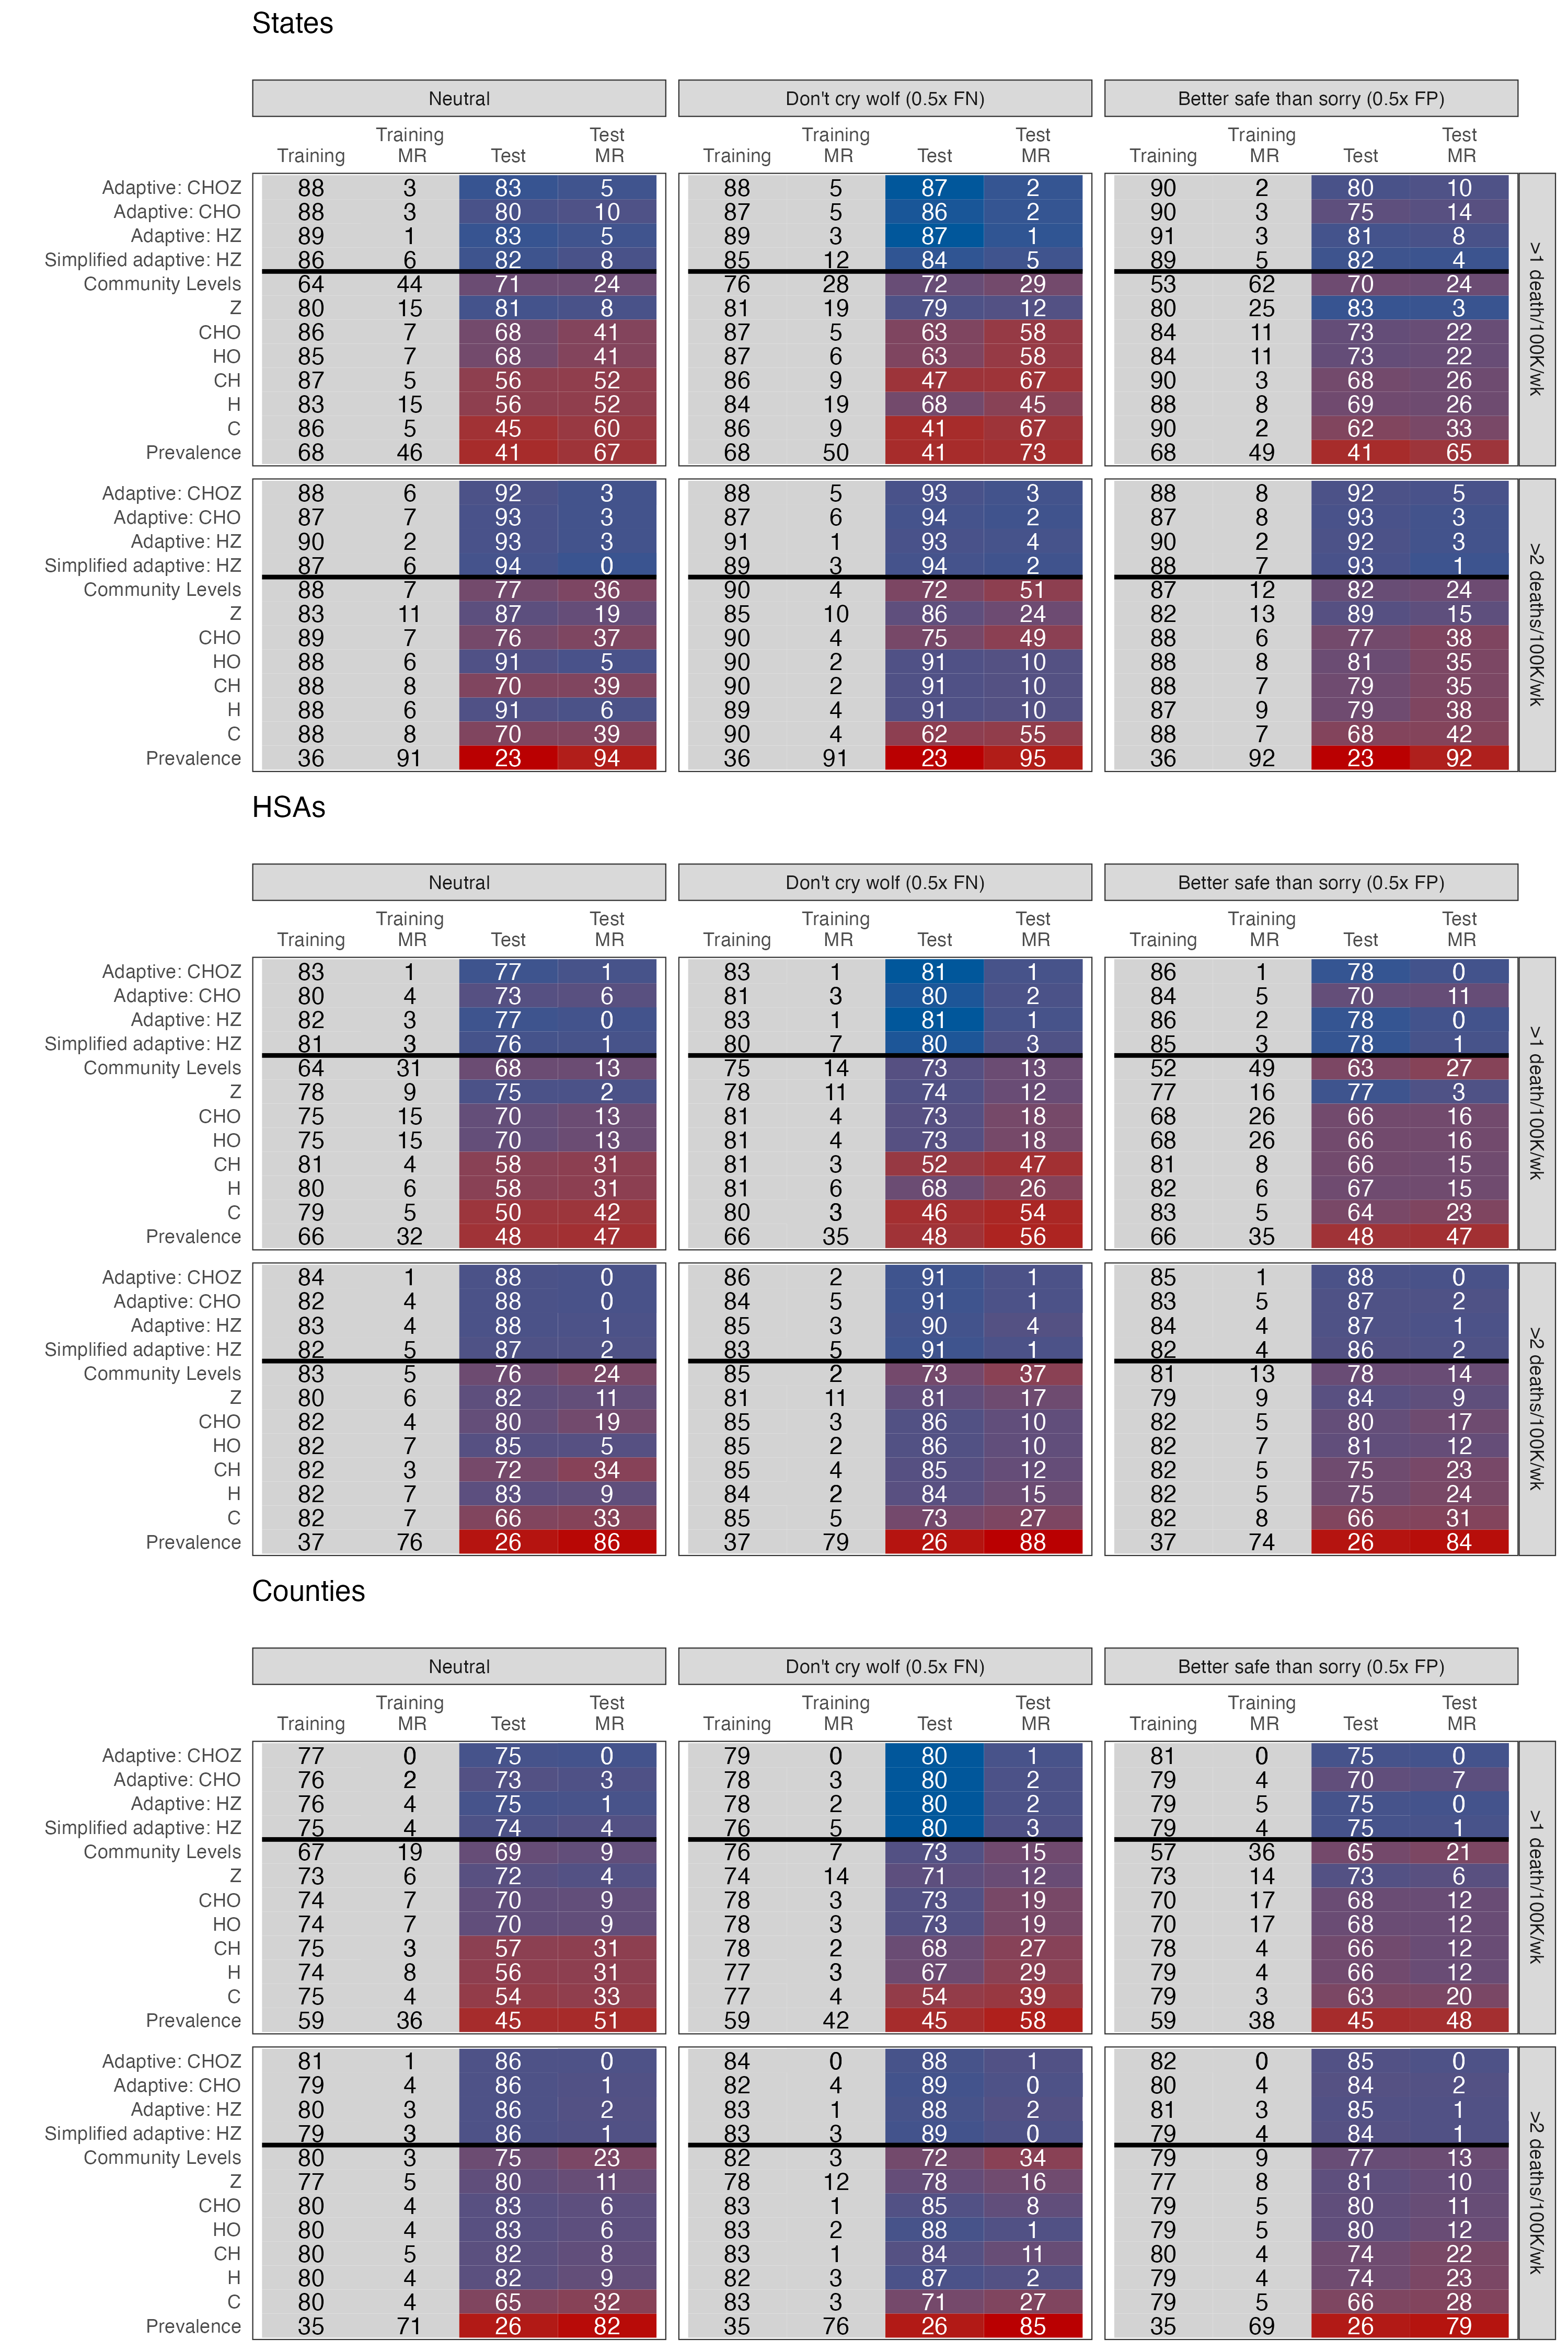 States
Neutral Don't cry wolf (0.5x FN) Better safe than sorry (0.5x FP)
Training Test Training Test Training Test
Training MR Test MR Training MR Test MR Training MR Test MR
Adaptive: CHOZ 88 3 83 5 88 5 87 2 90 2 80 10
Adaptive: CHO 88 3 80 10 87 5 86 2 90 3 75 14
Adaptive: HZ 89 1 83 5 89 3 87 1 91 3 81 8
Simplified adaptive: HZ 86 6 82 8 85 12 84 5 89 5 82 4
Community Levels 64 44 71 24 76 28 72 29 53 62 70 24
Z 80 15 81 8 81 19 79 12 80 25 83 3
CHO 86 7 68 41 87 5 63 58 84 11 73 22
HO 85 7 68 41 87 6 63 58 84 11 73 22
CH 87 5 56 52 86 9 47 67 90 3 68 26
H 83 15 56 52 84 19 68 45 88 8 69 26
C 86 5 45 60 86 9 41 67 90 2 62 33
Prevalence 68 46 41 67 68 50 41 73 68 49 41 65
>1 death/100K/wk
Adaptive: CHOZ 88 6 92 3 88 5 93 3 88 8 92 5
Adaptive: CHO 87 7 93 3 87 6 94 2 87 8 93 3
Adaptive: HZ 90 2 93 3 91 1 93 4 90 2 92 3
Simplified adaptive: HZ 87 6 94 0 89 3 94 2 88 7 93 1
Community Levels 88 7 77 36 90 4 72 51 87 12 82 24
Z 83 11 87 19 85 10 86 24 82 13 89 15
CHO 89 7 76 37 90 4 75 49 88 6 77 38
HO 88 6 91 5 90 2 91 10 88 8 81 35
CH 88 8 70 39 90 2 91 10 88 7 79 35
H 88 6 91 6 89 4 91 10 87 9 79 38
C 88 8 70 39 90 4 62 55 88 7 68 42
Prevalence 36 91 23 94 36 91 23 95 36 92 23 92
>2 deaths/100K/wk
HSAs
Neutral Don't cry wolf (0.5x FN) Better safe than sorry (0.5x FP)
Training Test Training Test Training Test
Training MR Test MR Training MR Test MR Training MR Test MR
Adaptive: CHOZ 83 1 77 1 83 1 81 1 86 1 78 0
Adaptive: CHO 80 4 73 6 81 3 80 2 84 5 70 11
Adaptive: HZ 82 3 77 0 83 1 81 1 86 2 78 0
Simplified adaptive: HZ 81 3 76 1 80 7 80 3 85 3 78 1
Community Levels 64 31 68 13 75 14 73 13 52 49 63 27
Z 78 9 75 2 78 11 74 12 77 16 77 3
CHO 75 15 70 13 81 4 73 18 68 26 66 16
HO 75 15 70 13 81 4 73 18 68 26 66 16
CH 81 4 58 31 81 3 52 47 81 8 66 15
H 80 6 58 31 81 6 68 26 82 6 67 15
C 79 5 50 42 80 3 46 54 83 5 64 23
Prevalence 66 32 48 47 66 35 48 56 66 35 48 47
>1 death/100K/wk
Adaptive: CHOZ 84 1 88 0 86 2 91 1 85 1 88 0
Adaptive: CHO 82 4 88 0 84 5 91 1 83 5 87 2
Adaptive: HZ 83 4 88 1 85 3 90 4 84 4 87 1
Simplified adaptive: HZ 82 5 87 2 83 5 91 1 82 4 86 2
Community Levels 83 5 76 24 85 2 73 37 81 13 78 14
Z 80 6 82 11 81 11 81 17 79 9 84 9
CHO 82 4 80 19 85 3 86 10 82 5 80 17
HO 82 7 85 5 85 2 86 10 82 7 81 12
CH 82 3 72 34 85 4 85 12 82 5 75 23
H 82 7 83 9 84 2 84 15 82 5 75 24
C 82 7 66 33 85 5 73 27 82 8 66 31
Prevalence 37 76 26 86 37 79 26 88 37 74 26 84
>2 deaths/100K/wk
Counties
Neutral Don't cry wolf (0.5x FN) Better safe than sorry (0.5x FP)
Training Test Training Test Training Test
Training MR Test MR Training MR Test MR Training MR Test MR
Adaptive: CHOZ 77 0 75 0 79 0 80 1 81 0 75 0
Adaptive: CHO 76 2 73 3 78 3 80 2 79 4 70 7
Adaptive: HZ 76 4 75 1 78 2 80 2 79 5 75 0
Simplified adaptive: HZ 75 4 74 4 76 5 80 3 79 4 75 1
Community Levels 67 19 69 9 76 7 73 15 57 36 65 21
Z 73 6 72 4 74 14 71 12 73 14 73 6
CHO 74 7 70 9 78 3 73 19 70 17 68 12
HO 74 7 70 9 78 3 73 19 70 17 68 12
CH 75 3 57 31 78 2 68 27 78 4 66 12
H 74 8 56 31 77 3 67 29 79 4 66 12
C 75 4 54 33 77 4 54 39 79 3 63 20
Prevalence 59 36 45 51 59 42 45 58 59 38 45 48
>1 death/100K/wk
Adaptive: CHOZ 81 1 86 0 84 0 88 1 82 0 85 0
Adaptive: CHO 79 4 86 1 82 4 89 0 80 4 84 2
Adaptive: HZ 80 3 86 2 83 1 88 2 81 3 85 1
Simplified adaptive: HZ 79 3 86 1 83 3 89 0 79 4 84 1
Community Levels 80 3 75 23 82 3 72 34 79 9 77 13
Z 77 5 80 11 78 12 78 16 77 8 81 10
CHO 80 4 83 6 83 1 85 8 79 5 80 11
HO 80 4 83 6 83 2 88 1 79 5 80 12
CH 80 5 82 8 83 1 84 11 80 4 74 22
H 80 4 82 9 82 3 87 2 79 4 74 23
C 80 4 65 32 83 3 71 27 79 5 66 28
Prevalence 35 71 26 82 35 76 26 85 35 69 26 79
>2 deaths/100K/wk